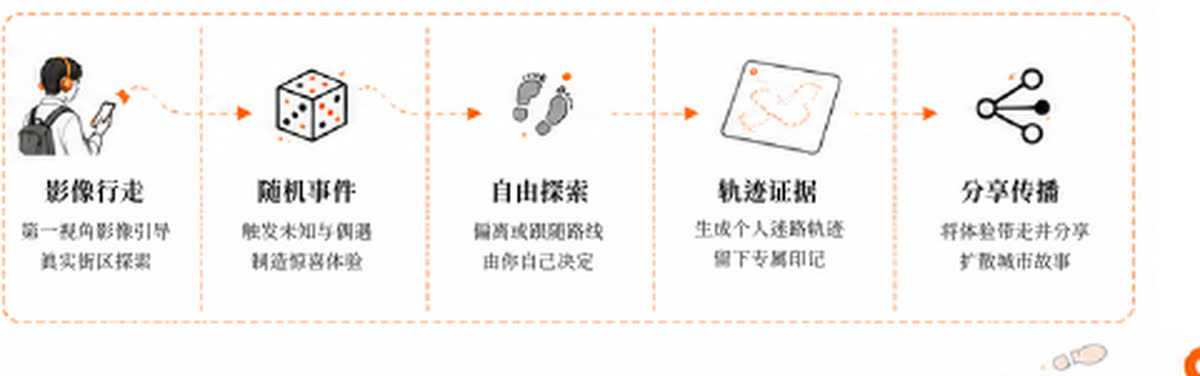 影像行走
第一视角影像引导
真实街区探索
随机事件
触发未知与偶遇
制造惊喜体验
自由探索
偏离或跟随路线
由你自己决定
轨迹证据
生成个人迷路轨迹
留下专属印记
分享传播
将体验带走并分享
扩散城市故事